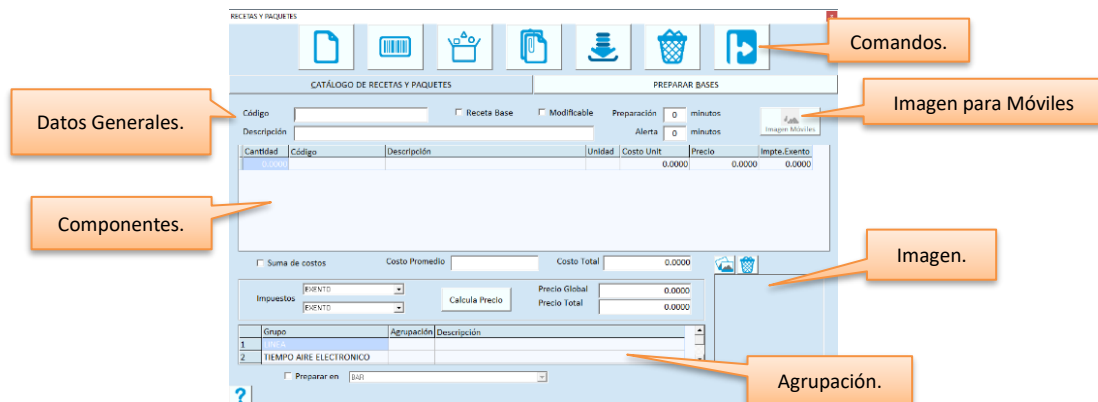 RECETAS Y PAQUETES
Comandos.
CATÁLOGO DE RECETAS Y PAQUETES PREPARAR BASES
Imagen para Móviles
Datos Generales.
Código Receta Base Modificable Preparación 0 minutos
Imagen Móviles
Descripción Alerta 0 minutos
Cantidad Código Descripción Unidad Costo Unit Precio Impte.Exento
0.0000 0.0000 0.0000 0.0000
Componentes.
Imagen.
Suma de costos Costo Promedio Costo Total 0.0000
Impuestos EXENTO Calcula Precio Precio Global 0.0000
EXENTO Precio Total 0.0000
Grupo Agrupación Descripción
1 LINEA
2 TIEMPO AIRE ELECTRONICO
Agrupación.
Preparar en BAR
?